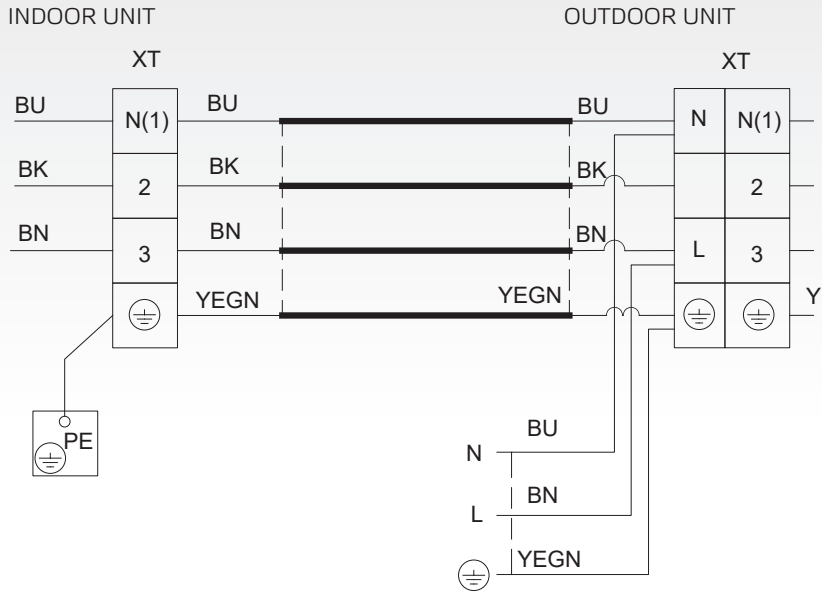 INDOOR UNIT OUTDOOR UNIT
XT XT
BU N(1) BU BU N N(1)
BK 2 BK BK 2
BN 3 BN BN L 3
YEGN YEGN Y
PE
N BU
L BN
YEGN